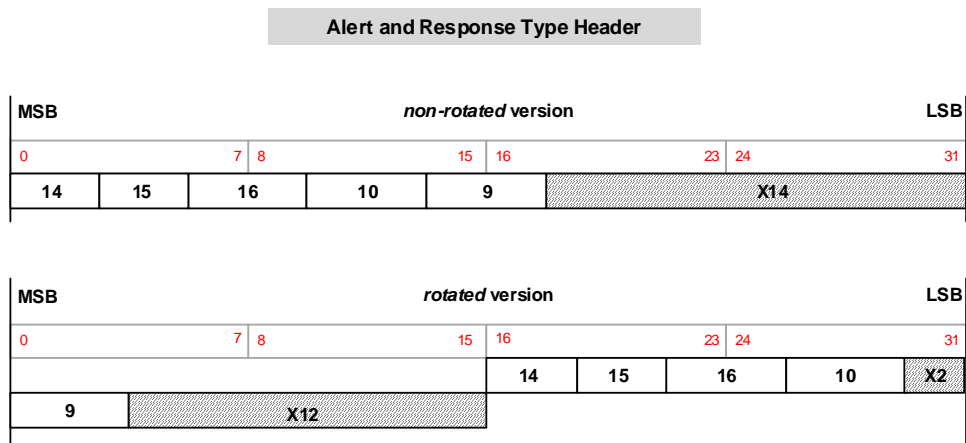 Alert and Response Type Header
MSB non-rotated version LSB
0 7 8 15 16 23 24 31
14 15 16 10 9 X14
MSB rotated version LSB
0 7 8 15 16 23 24 31
14 15 16 10 X2
9 X12